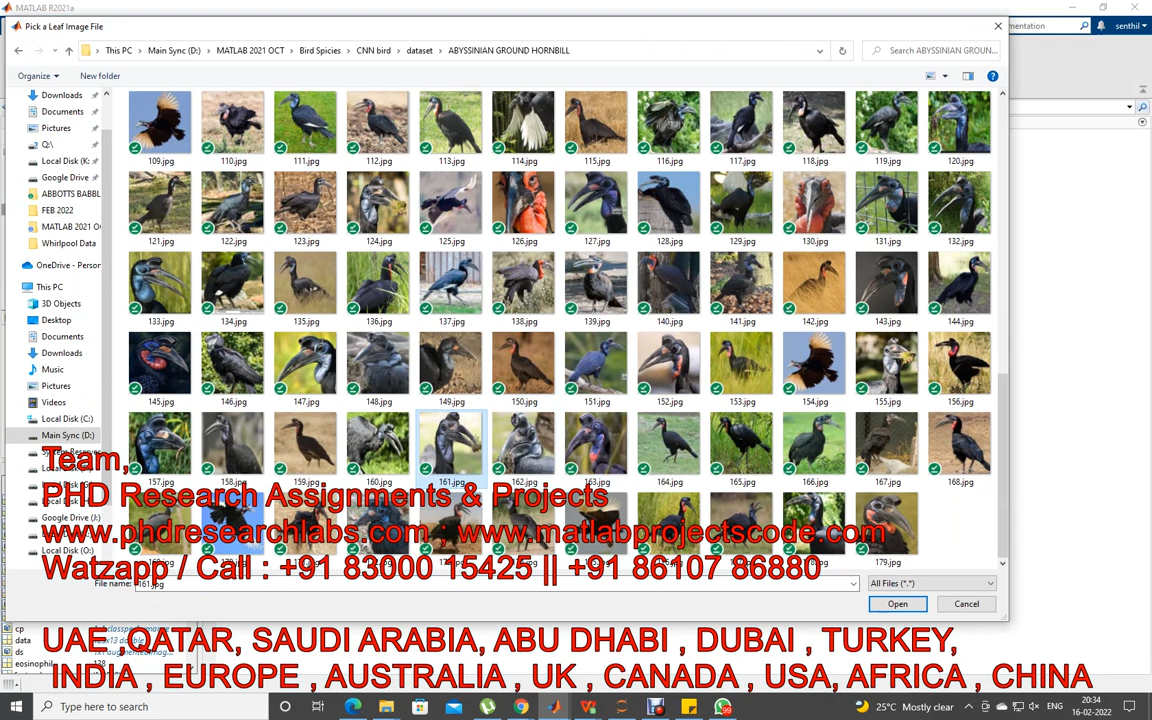 MATLAB R2021a
Pick a Leaf Image File
mentation
senthil
This PC
Main Sync (D:)
MATLAB 2021 OCT
Bird Spicies
CNN bird
dataset
ABYSSINIAN GROUND HORNBILL
Search ABYSSINIAN GROUN...
Organize
New folder
Downloads
Documents
Pictures
Q:\
Local Disk (K:
Google Drive
ABBOTTS BABBL
FEB 2022
MATLAB 2021 O
Whirlpool Data
OneDrive - Person
This PC
3D Objects
Desktop
Documents
Downloads
Music
Pictures
Videos
Local Disk (C:)
Main Sync (D:)
System Reserve
Google Drive (J:)
Local Disk (O:)
109.jpg 110.jpg 111.jpg 112.jpg 113.jpg 114.jpg 115.jpg 116.jpg 117.jpg 118.jpg 119.jpg 120.jpg
121.jpg 122.jpg 123.jpg 124.jpg 125.jpg 126.jpg 127.jpg 128.jpg 129.jpg 130.jpg 131.jpg 132.jpg
133.jpg 134.jpg 135.jpg 136.jpg 137.jpg 138.jpg 139.jpg 140.jpg 141.jpg 142.jpg 143.jpg 144.jpg
145.jpg 146.jpg 147.jpg 148.jpg 149.jpg 150.jpg 151.jpg 152.jpg 153.jpg 154.jpg 155.jpg 156.jpg
157.jpg 158.jpg 159.jpg 160.jpg 161.jpg 162.jpg 163.jpg 164.jpg 165.jpg 166.jpg 167.jpg 168.jpg
179.jpg
Team,
PHD Research Assignments & Projects
www.phdresearchlabs.com ; www.matlabprojectscode.com
Watzapp / Call : +91 83000 15425 || +91 86107 86880
File name: 161.jpg
All Files (*.*)
Open
Cancel
cp
data
ds
eosinophil
138
UAE ,QATAR, SAUDI ARABIA, ABU DHABI , DUBAI , TURKEY,
INDIA , EUROPE , AUSTRALIA , UK , CANADA , USA, AFRICA , CHINA
Type here to search
99
25°C Mostly clear
ENG
20:34
16-02-2022